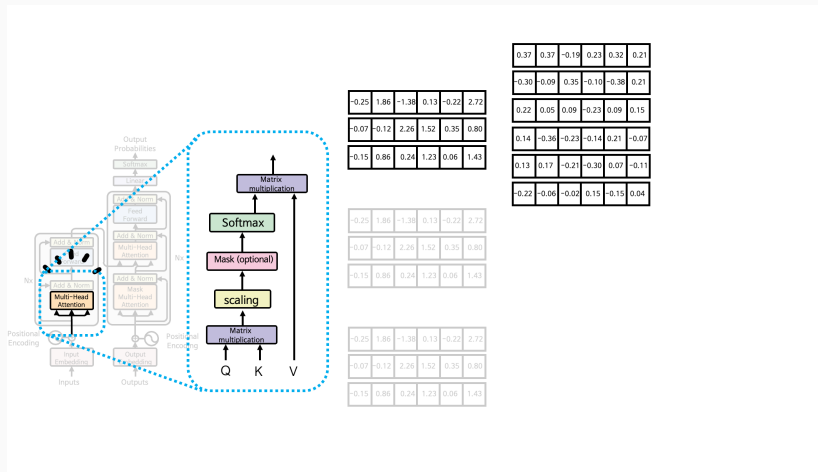 Output
Probabilities
Softmax
Linear
Add & Norm
Feed
Forward
Add & Norm
Multi-Head
Attention
Add & Norm
Mask
Multi-Head
Attention
Nx
Add & Norm
Nx
Add & Norm
Multi-Head
Attention
Positional
Encoding
Positional
Encoding
Input
Embedding
Output
Embedding
Inputs
Outputs
Matrix
multiplication
Softmax
Mask (optional)
scaling
Matrix
multiplication
Q K V
-0.25 1.86 -1.38 0.13 -0.22 2.72
-0.07 -0.12 2.26 1.52 0.35 0.80
-0.15 0.86 0.24 1.23 0.06 1.43
-0.25 1.86 -1.38 0.13 -0.22 2.72
-0.07 -0.12 2.26 1.52 0.35 0.80
-0.15 0.86 0.24 1.23 0.06 1.43
-0.25 1.86 -1.38 0.13 -0.22 2.72
-0.07 -0.12 2.26 1.52 0.35 0.80
-0.15 0.86 0.24 1.23 0.06 1.43
0.37 0.37 -0.19 0.23 0.32 0.21
-0.30 -0.09 0.35 -0.10 -0.38 0.21
0.22 0.05 0.09 -0.23 0.09 0.15
0.14 -0.36 -0.23 -0.14 0.21 -0.07
0.13 0.17 -0.21 -0.30 0.07 -0.11
-0.22 -0.06 -0.02 0.15 -0.15 0.04